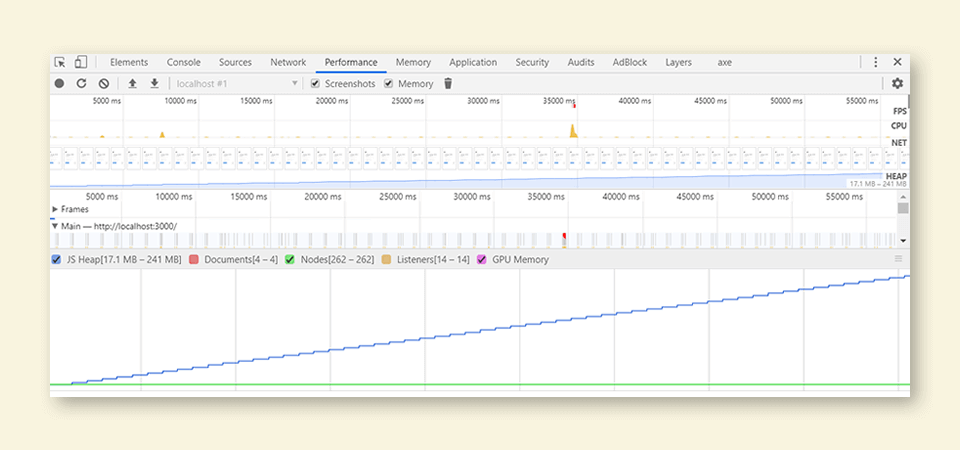 Elements Console Sources Network Performance Memory Application Security Audits AdBlock Layers axe
localhost #1 Screenshots Memory
5000 ms 10000 ms 15000 ms 20000 ms 25000 ms 30000 ms 35000 ms 40000 ms 45000 ms 50000 ms 55000 ms
FPS
CPU
NET
HEAP
17.1 MB – 241 MB
5000 ms 10000 ms 15000 ms 20000 ms 25000 ms 30000 ms 35000 ms 40000 ms 45000 ms 50000 ms 55000 ms
Frames
Main — http://localhost:3000/
JS Heap[17.1 MB – 241 MB] Documents[4 – 4] Nodes[262 – 262] Listeners[14 – 14] GPU Memory